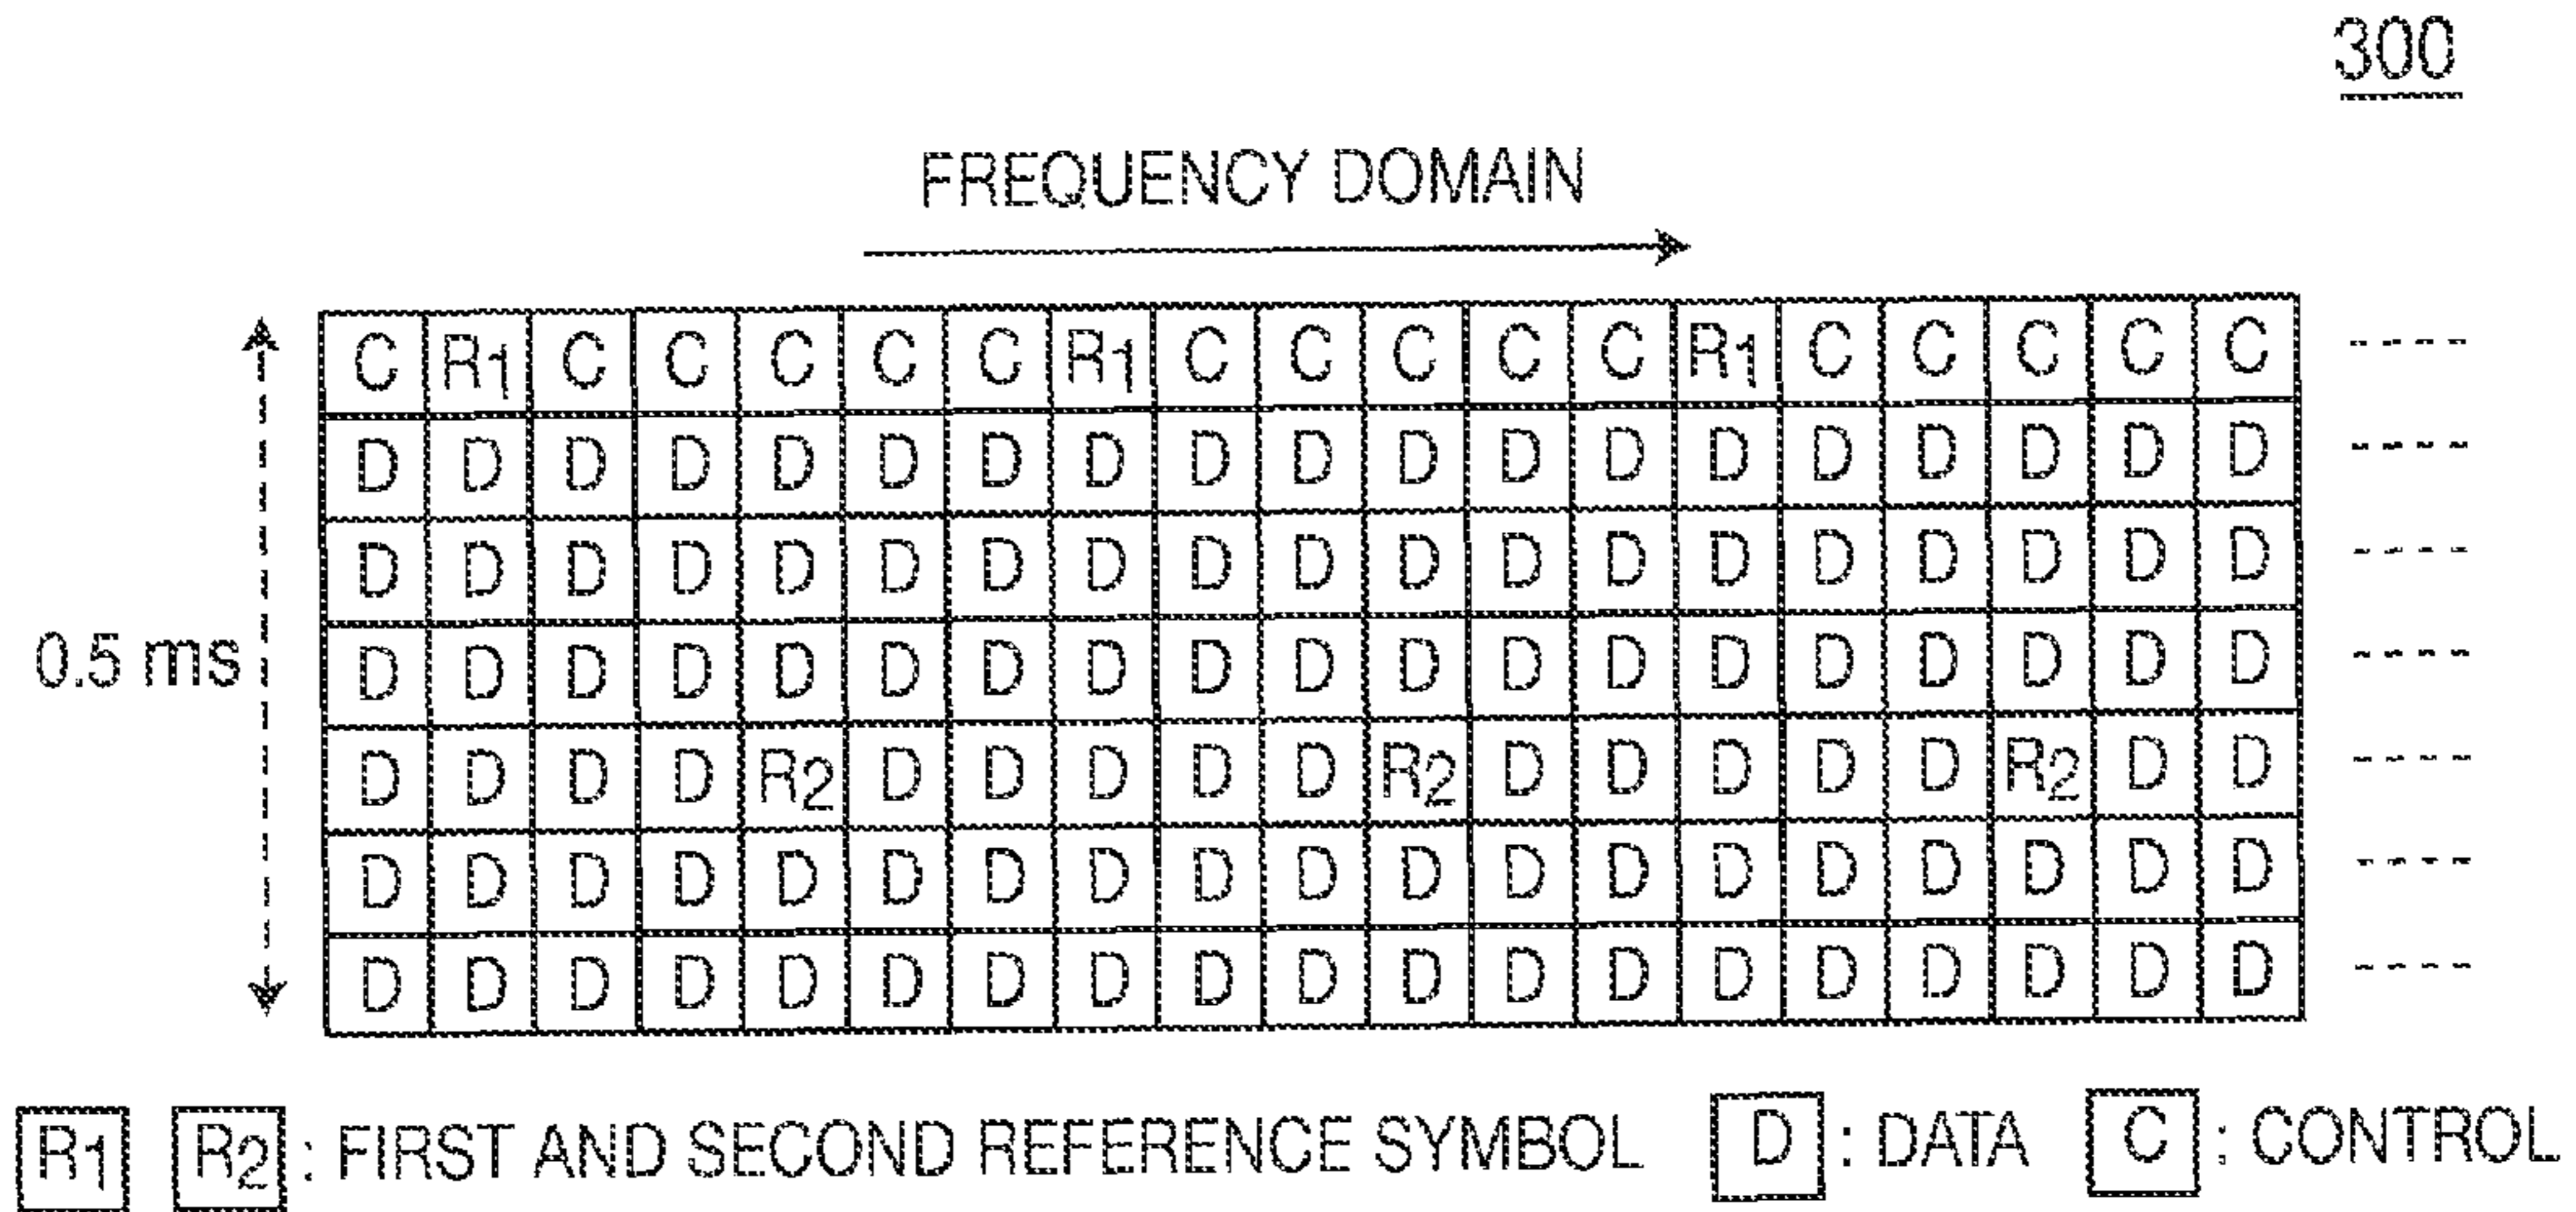 300
FREQUENCY DOMAIN
C R1 C C C C C R1 C C C C C R1 C C C C C ----
D D D D D D D D D D D D D D D D D D D ----
D D D D D D D D D D D D D D D D D D D ----
0.5 ms D D D D D D D D D D D D D D D D D D D ----
D D D D R2 D D D D D R2 D D D D D R2 D D ----
D D D D D D D D D D D D D D D D D D D ----
D D D D D D D D D D D D D D D D D D D ----
R1 R2 : FIRST AND SECOND REFERENCE SYMBOL D : DATA C : CONTROL